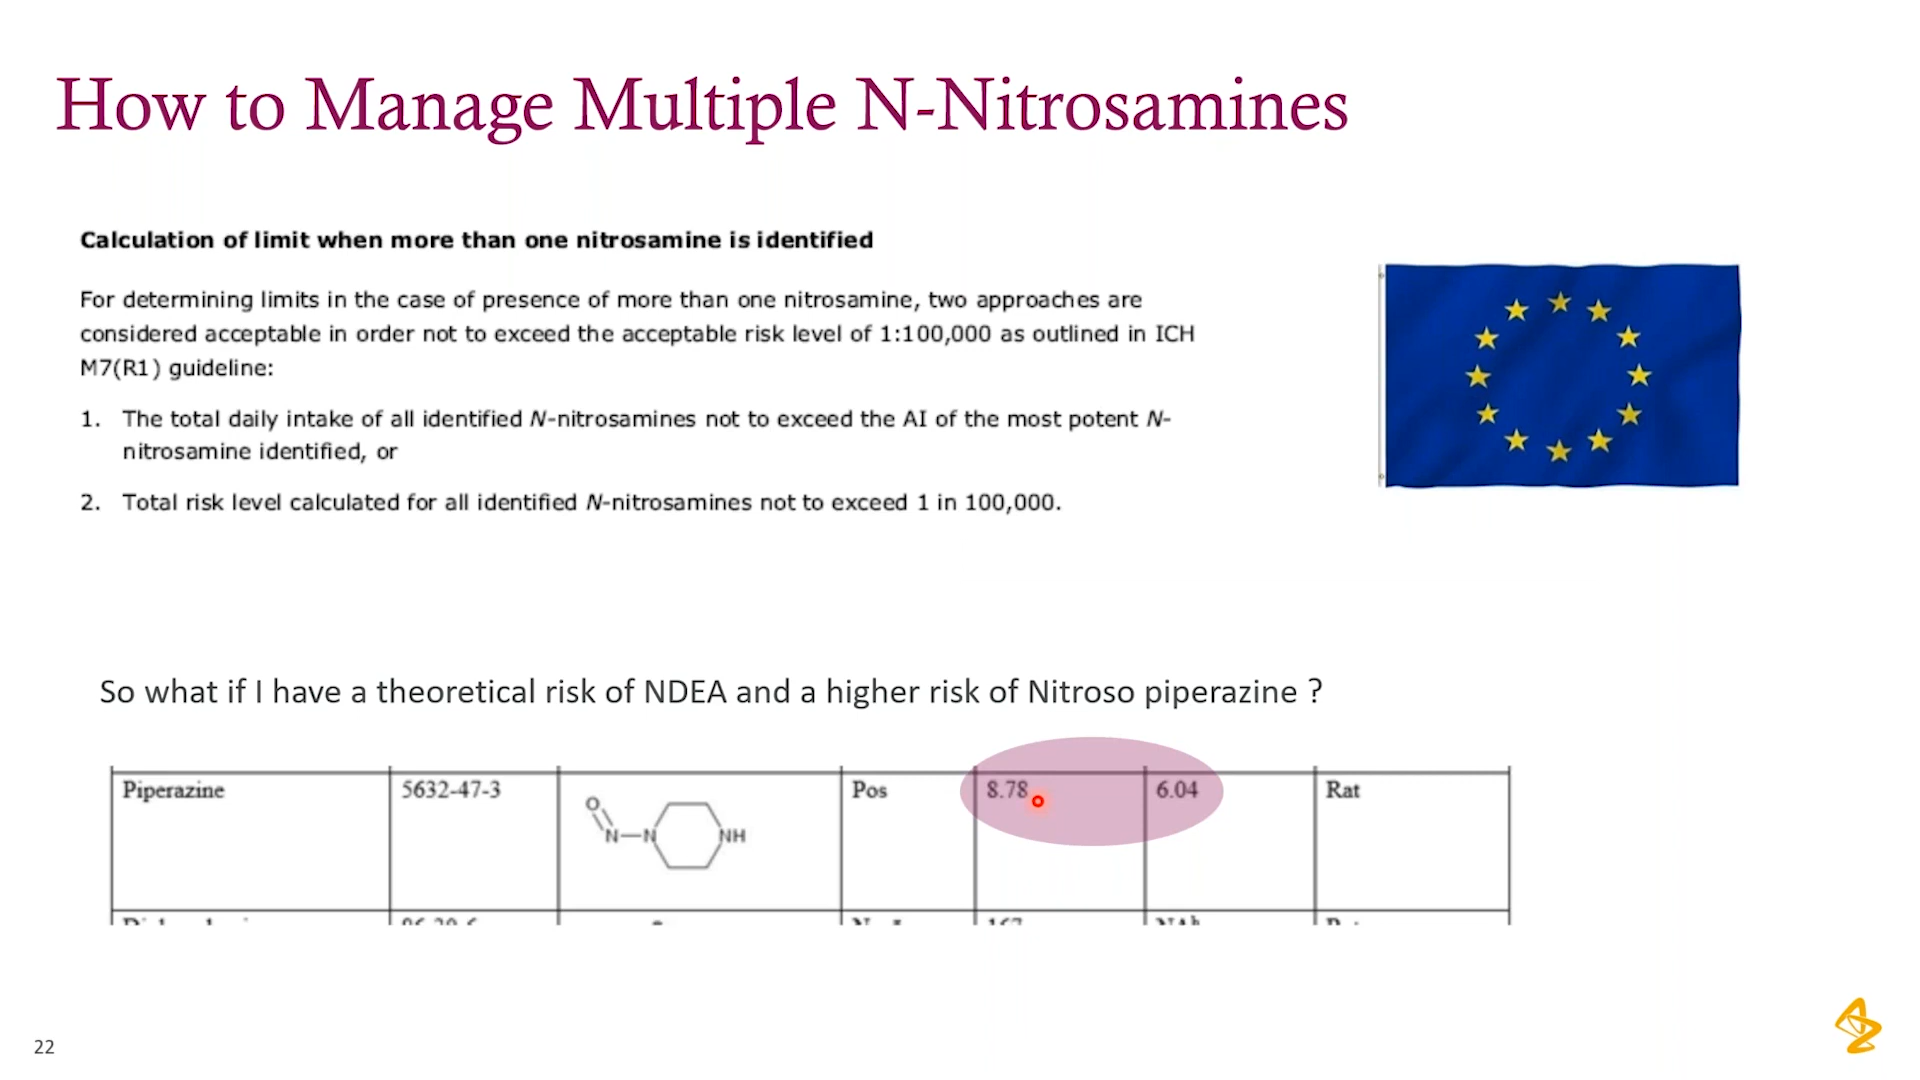 How to Manage Multiple N-Nitrosamines
Calculation of limit when more than one nitrosamine is identified
For determining limits in the case of presence of more than one nitrosamine, two approaches are
considered acceptable in order not to exceed the acceptable risk level of 1:100,000 as outlined in ICH
M7(R1) guideline:
1. The total daily intake of all identified N-nitrosamines not to exceed the AI of the most potent N-
nitrosamine identified, or
2. Total risk level calculated for all identified N-nitrosamines not to exceed 1 in 100,000.
So what if I have a theoretical risk of NDEA and a higher risk of Nitroso piperazine ?
Piperazine 5632-47-3 Pos 8.78 6.04 Rat
O
N—N NH
22